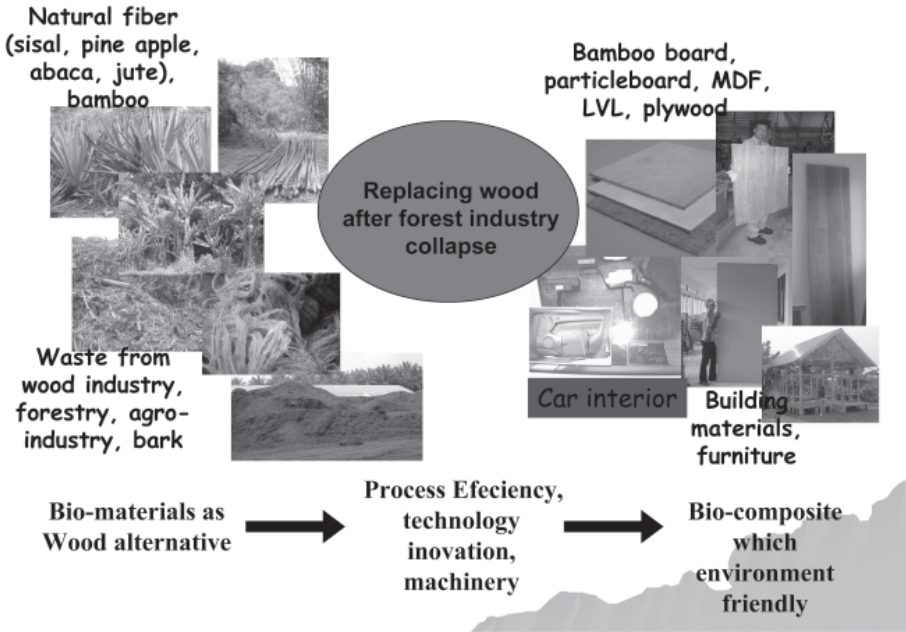 Natural fiber
(sisal, pine apple,
abaca, jute),
bamboo
Bamboo board,
particleboard, MDF,
LVL, plywood
Replacing wood
after forest industry
collapse
Waste from
wood industry,
forestry, agro-
industry, bark
Car interior
Building
materials,
furniture
Bio-materials as
Wood alternative
Process Efeciency,
technology
inovation,
machinery
Bio-composite
which
environment
friendly